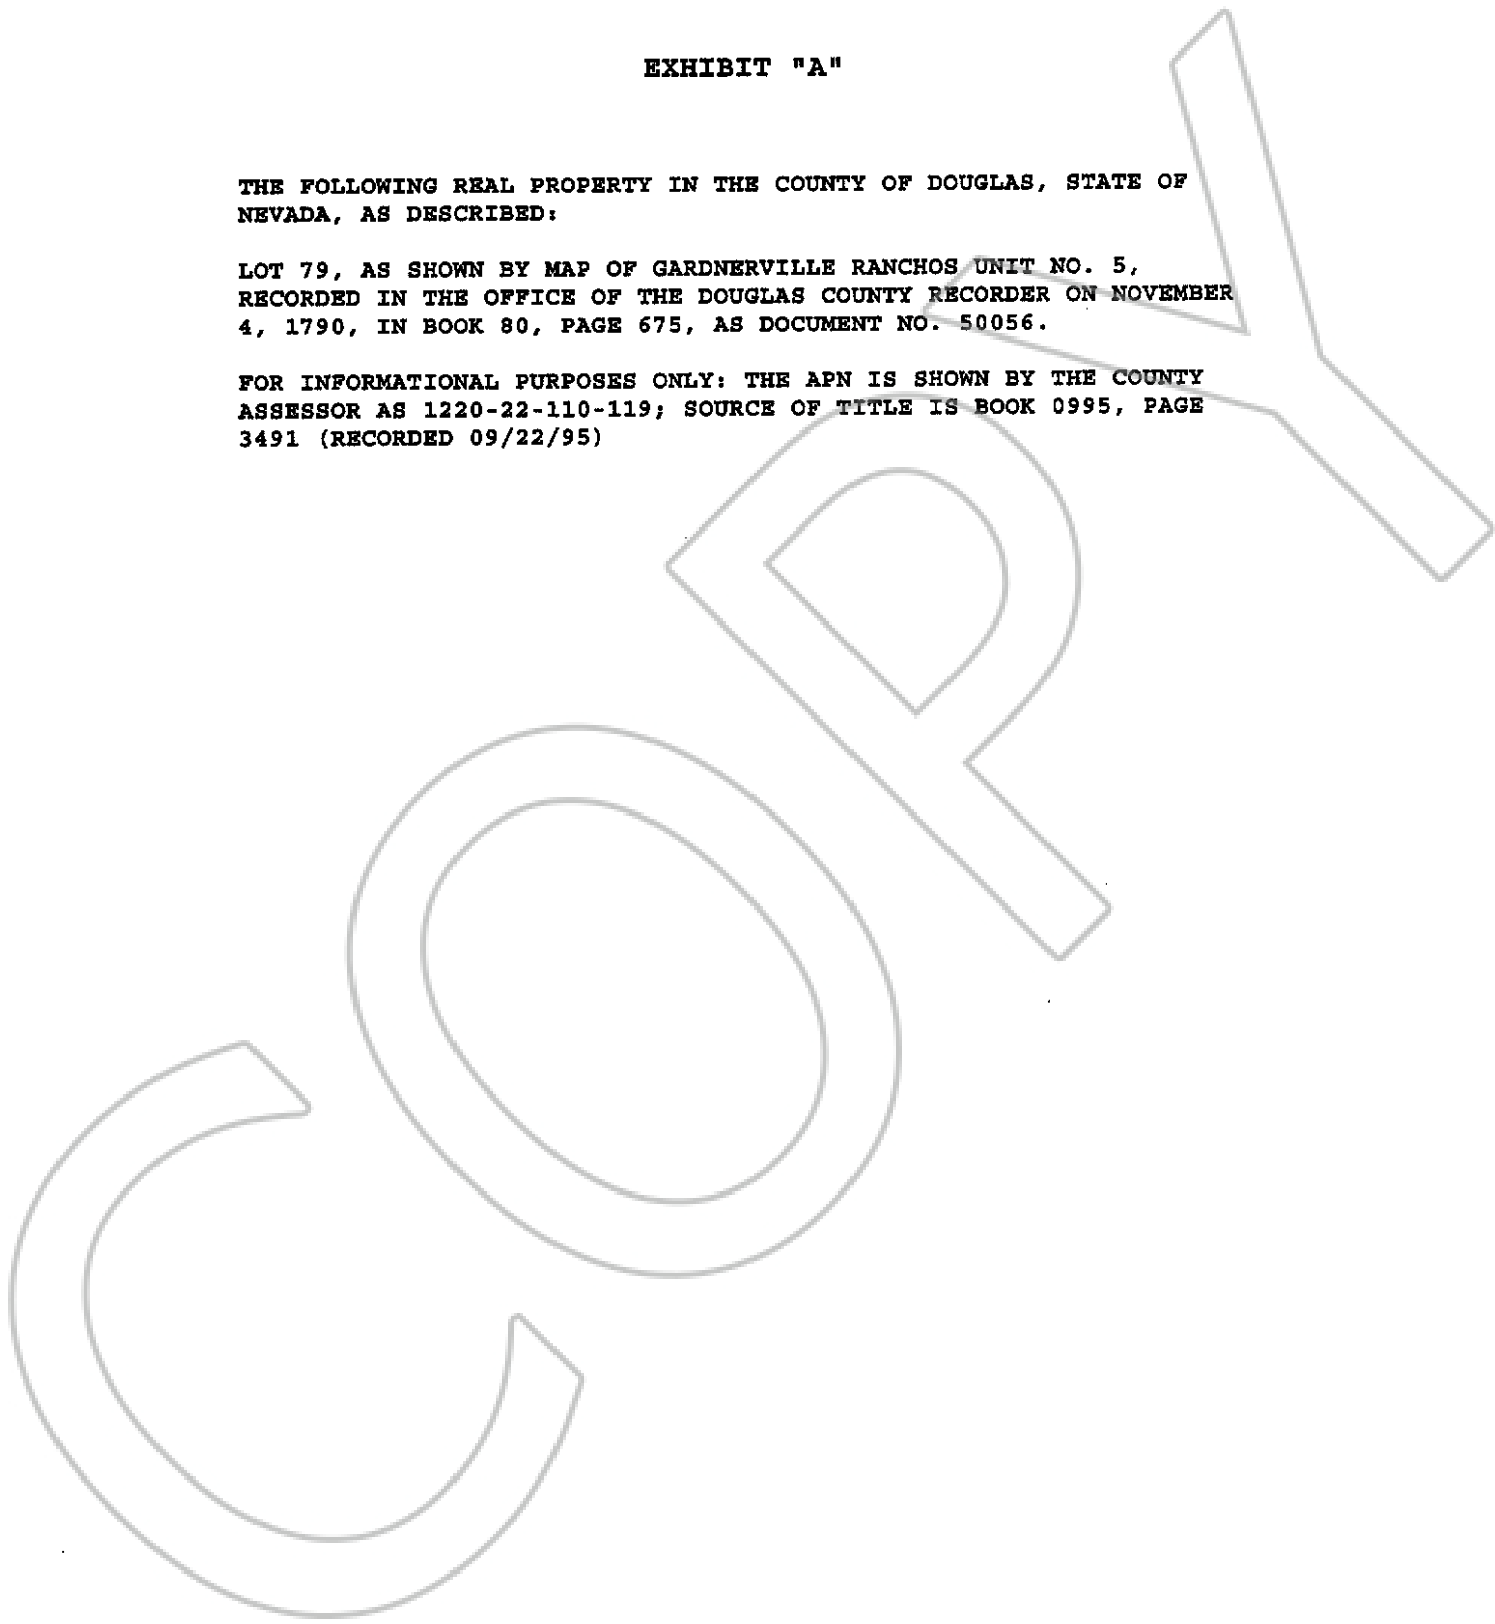 EXHIBIT "A"
THE FOLLOWING REAL PROPERTY IN THE COUNTY OF DOUGLAS, STATE OF
NEVADA, AS DESCRIBED:
LOT 79, AS SHOWN BY MAP OF GARDNERVILLE RANCHOS UNIT NO. 5,
RECORDED IN THE OFFICE OF THE DOUGLAS COUNTY RECORDER ON NOVEMBER
4, 1790, IN BOOK 80, PAGE 675, AS DOCUMENT NO. 50056.
FOR INFORMATIONAL PURPOSES ONLY: THE APN IS SHOWN BY THE COUNTY
ASSESSOR AS 1220-22-110-119; SOURCE OF TITLE IS BOOK 0995, PAGE
3491 (RECORDED 09/22/95)
COPY